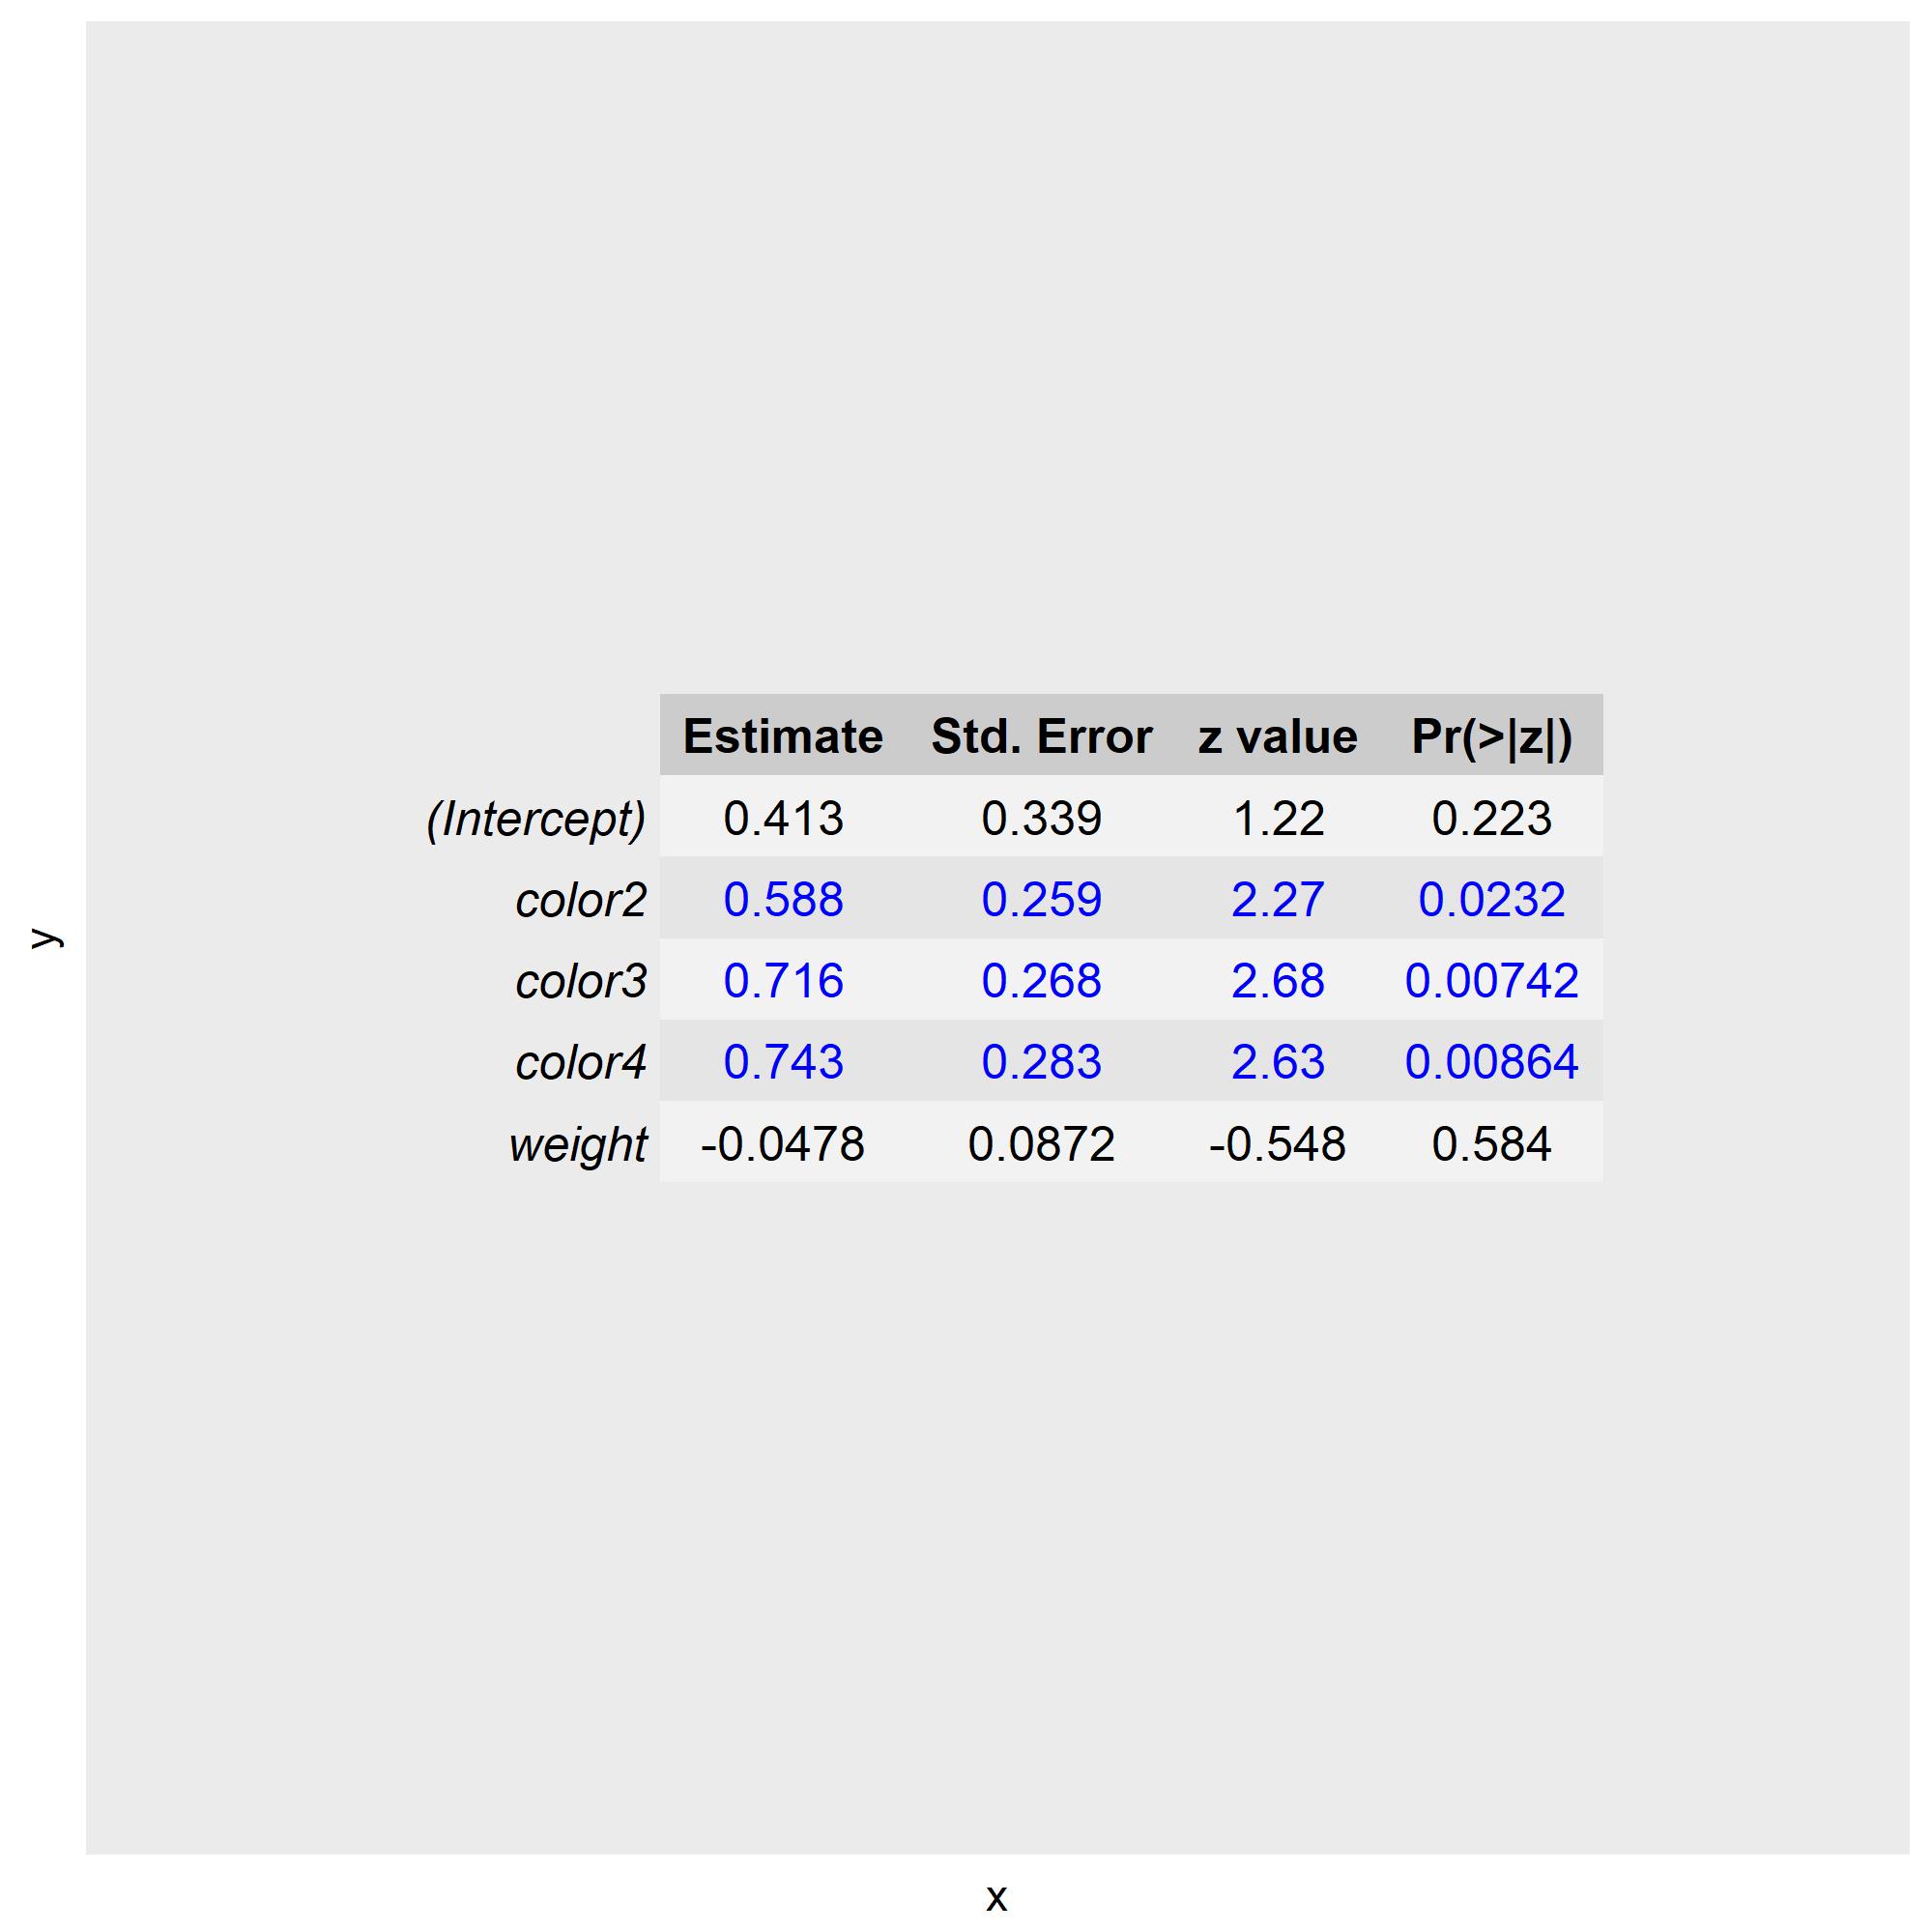 Estimate Std. Error z value Pr(>|z|)
(Intercept) 0.413 0.339 1.22 0.223
color2 0.588 0.259 2.27 0.0232
color3 0.716 0.268 2.68 0.00742
color4 0.743 0.283 2.63 0.00864
weight -0.0478 0.0872 -0.548 0.584
y
x